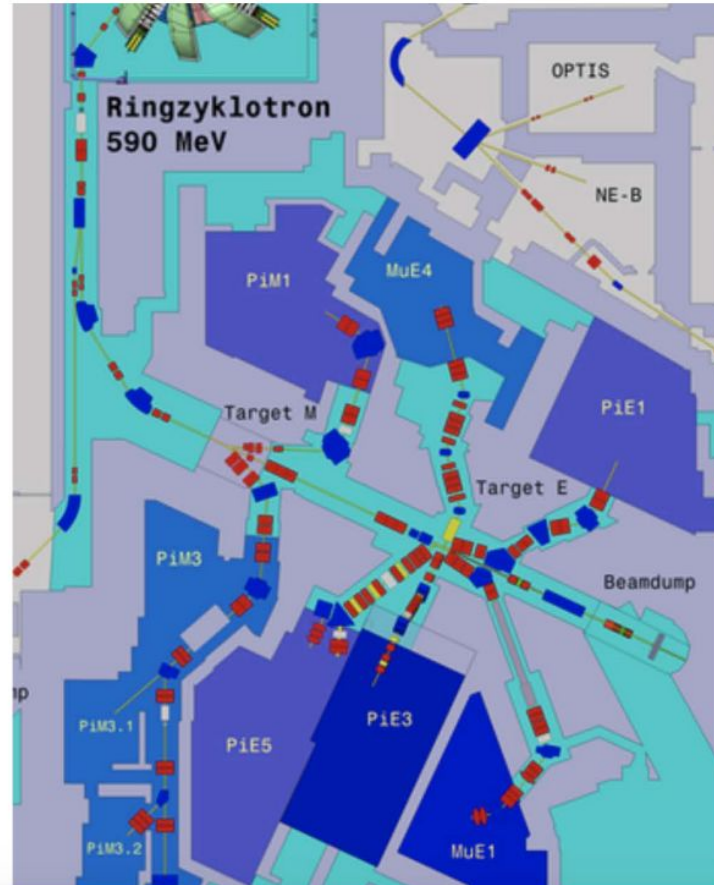 OPTIS
Ringzyklotron
590 MeV
NE-B
PiM1
MuE4
Target M
PiE1
Target E
PiM3
Beamdump
PiM3.1
PiE5
PiE3
PiM3.2
MuE1